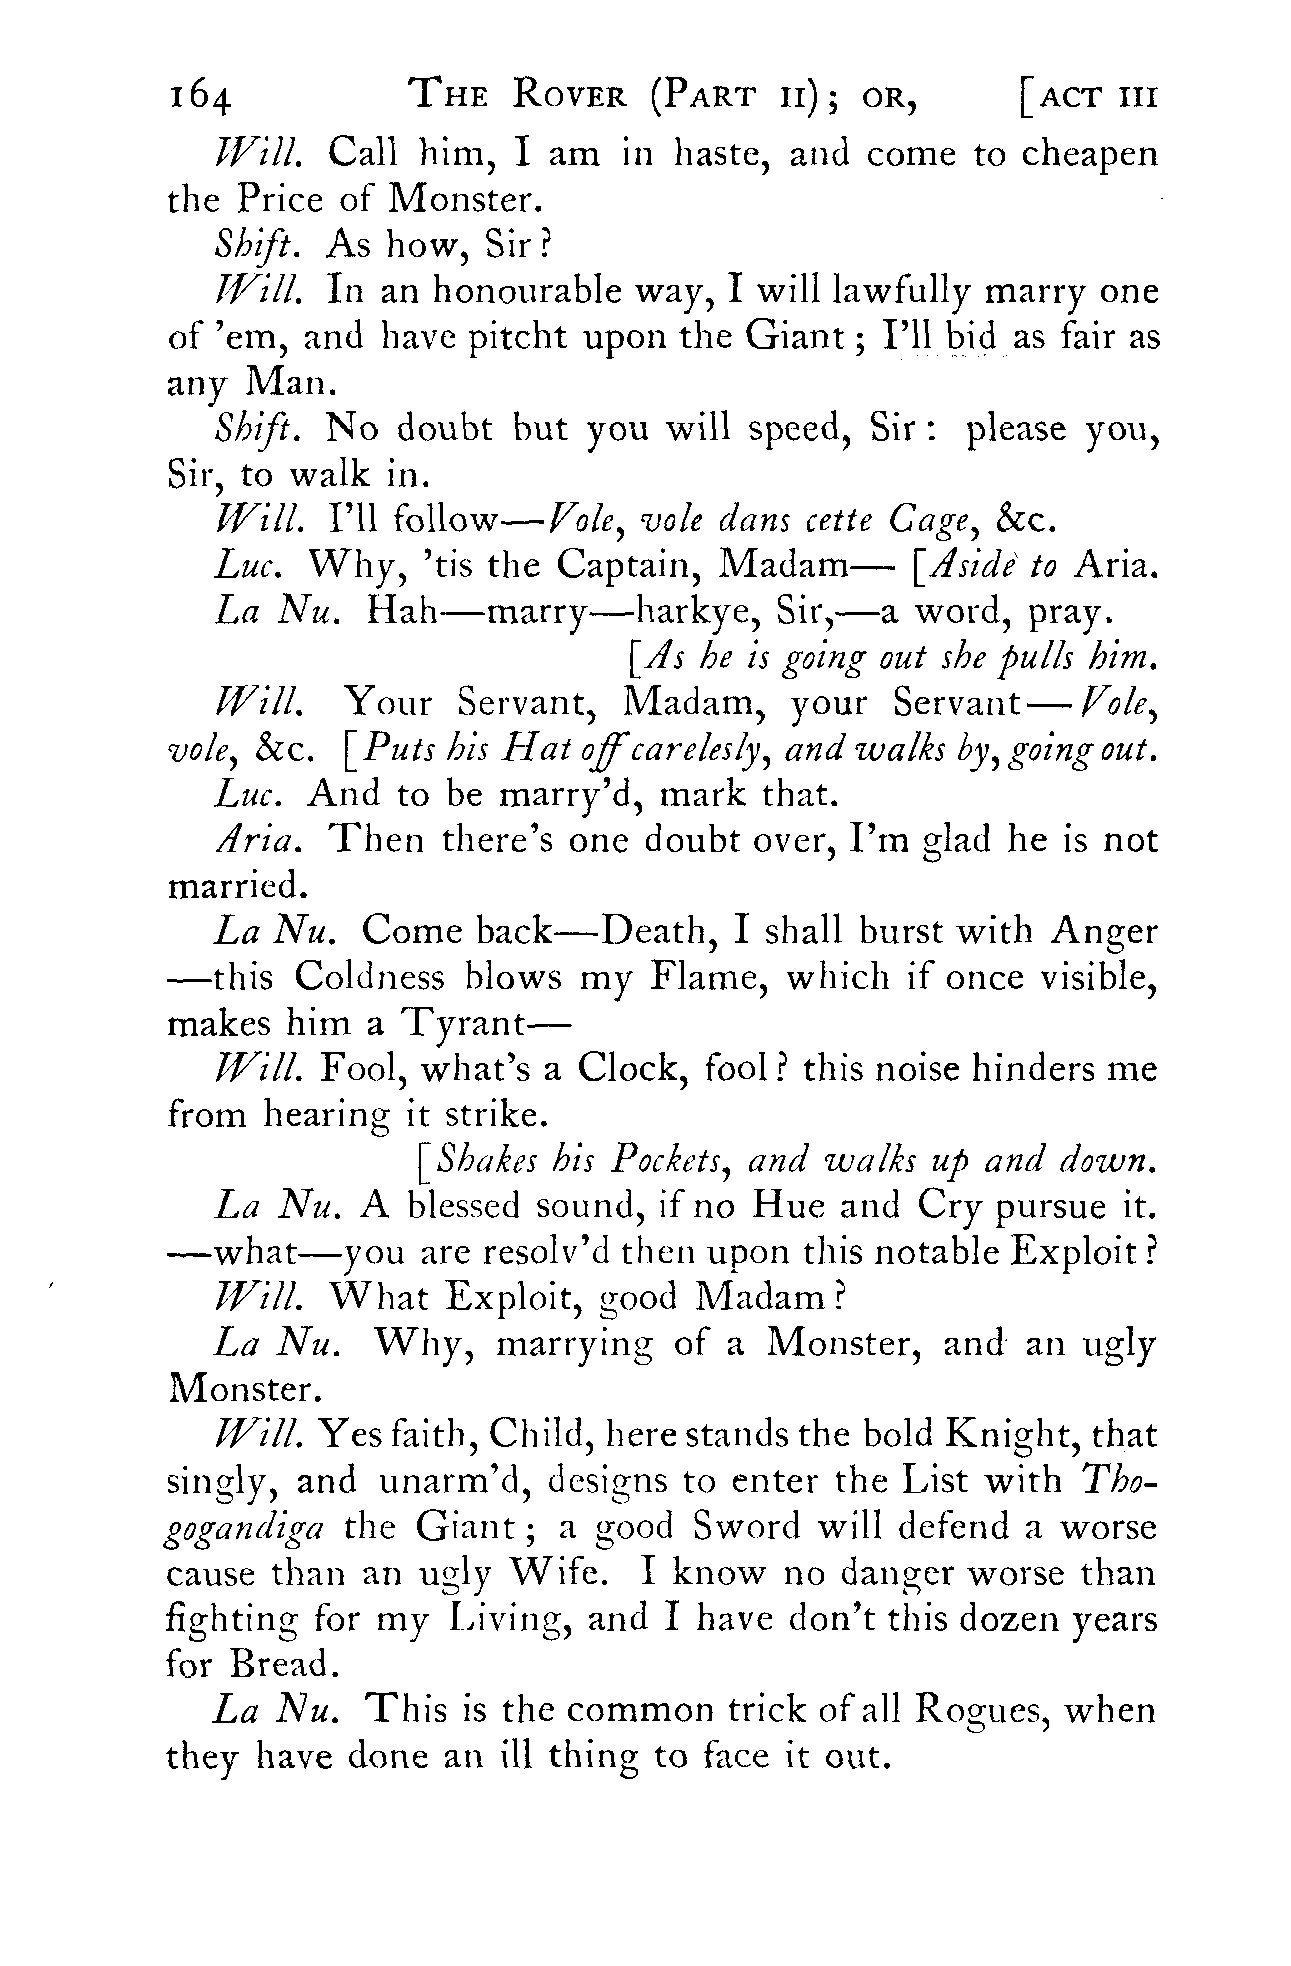 164 THE ROVER (PART II); OR, [ACT III
Will. Call him, I am in haste, and come to cheapen
the Price of Monster.
Shift. As how, Sir?
Will. In an honourable way, I will lawfully marry one
of ’em, and have pitcht upon the Giant; I’ll bid as fair as
any Man.
Shift. No doubt but you will speed, Sir: please you,
Sir, to walk in.
Will. I’ll follow—Vole, vole dans cette Cage, &c.
Luc. Why, ’tis the Captain, Madam— [Aside to Aria.
La Nu. Hah—marry—harkye, Sir,—a word, pray.
[As he is going out she pulls him.
Will. Your Servant, Madam, your Servant—Vole,
vole, &c. [Puts his Hat off carelesly, and walks by, going out.
Luc. And to be marry’d, mark that.
Aria. Then there’s one doubt over, I’m glad he is not
married.
La Nu. Come back—Death, I shall burst with Anger
—this Coldness blows my Flame, which if once visible,
makes him a Tyrant—
Will. Fool, what’s a Clock, fool? this noise hinders me
from hearing it strike.
[Shakes his Pockets, and walks up and down.
La Nu. A blessed sound, if no Hue and Cry pursue it.
—what—you are resolv’d then upon this notable Exploit?
Will. What Exploit, good Madam?
La Nu. Why, marrying of a Monster, and an ugly
Monster.
Will. Yes faith, Child, here stands the bold Knight, that
singly, and unarm’d, designs to enter the List with Tho-
gogandiga the Giant; a good Sword will defend a worse
cause than an ugly Wife. I know no danger worse than
fighting for my Living, and I have don’t this dozen years
for Bread.
La Nu. This is the common trick of all Rogues, when
they have done an ill thing to face it out.